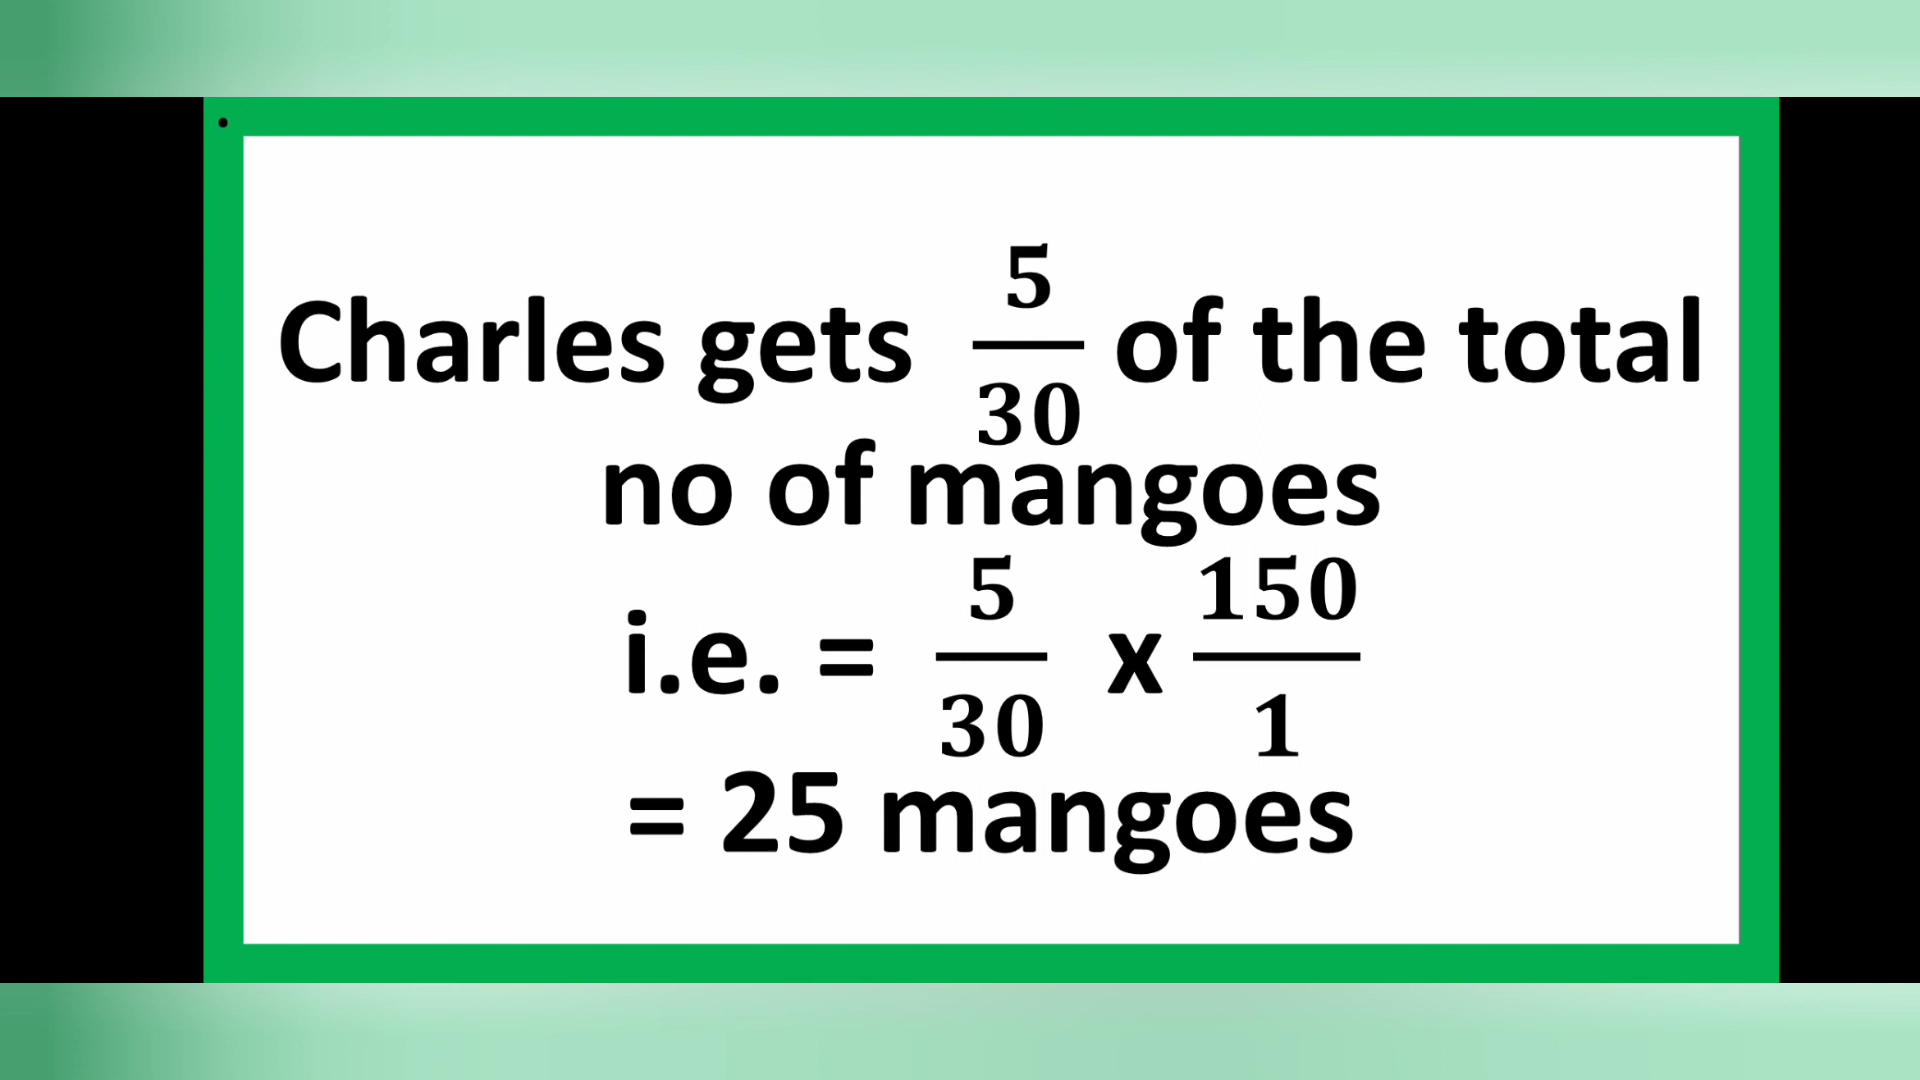 Charles gets 5/30 of the total
no of mangoes
i.e. = 5/30 x 150/1
= 25 mangoes